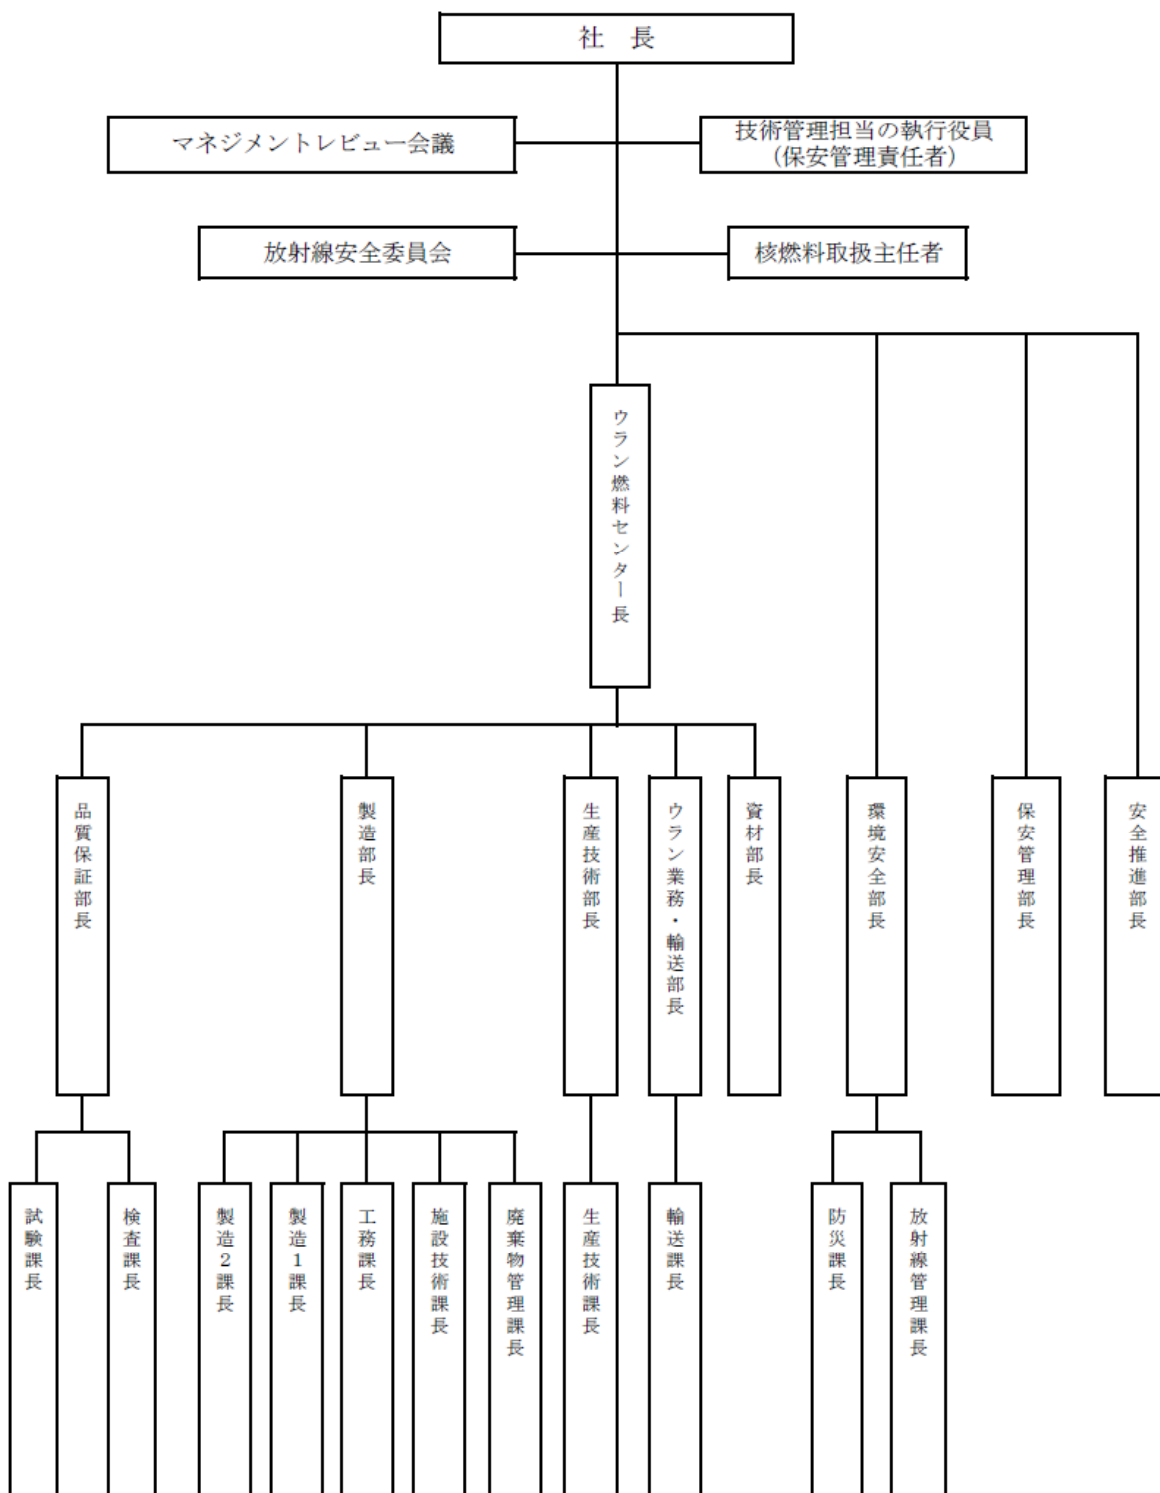 社　長
マネジメントレビュー会議
技術管理担当の執行役員
（保安管理責任者）
放射線安全委員会
核燃料取扱主任者
ウラン燃料センター長
品質保証部長
製造部長
生産技術部長
ウラン業務・輸送部長
資材部長
環境安全部長
保安管理部長
安全推進部長
試験課長
検査課長
製造2課長
製造1課長
工務課長
施設技術課長
廃棄物管理課長
生産技術課長
輸送課長
防災課長
放射線管理課長